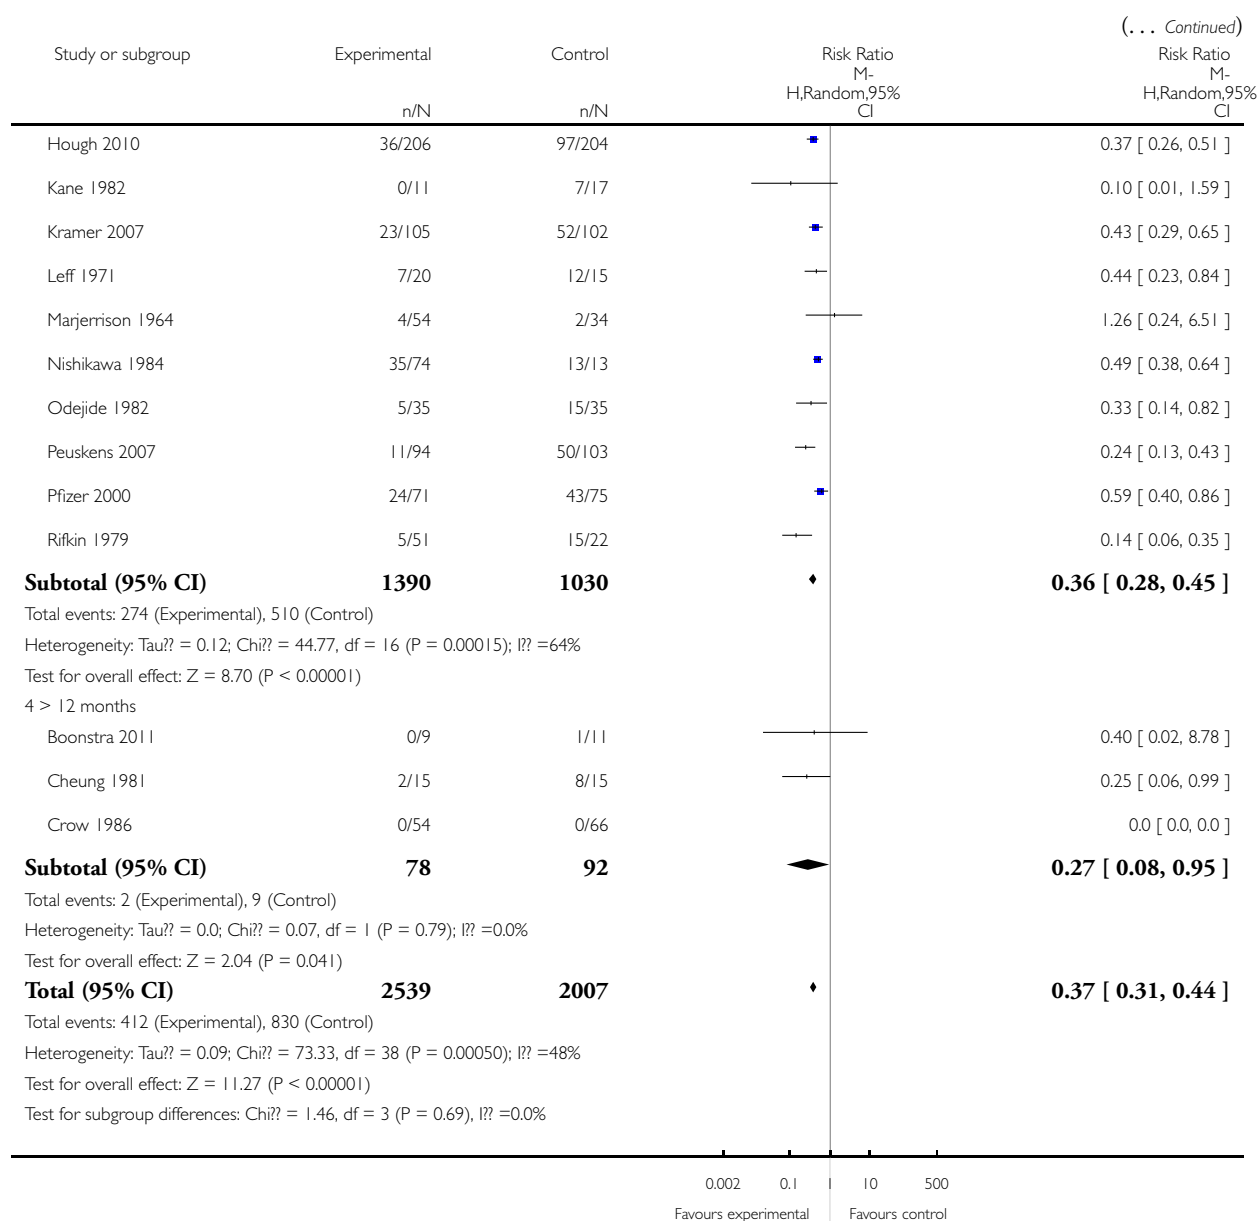 (... Continued)
Study or subgroup Experimental Control Risk Ratio Risk Ratio
M- M-
H,Random,95% H,Random,95%
n/N n/N CI CI
Hough 2010 36/206 97/204 0.37 [ 0.26, 0.51 ]
Kane 1982 0/11 7/17 0.10 [ 0.01, 1.59 ]
Kramer 2007 23/105 52/102 0.43 [ 0.29, 0.65 ]
Leff 1971 7/20 12/15 0.44 [ 0.23, 0.84 ]
Marjerrison 1964 4/54 2/34 1.26 [ 0.24, 6.51 ]
Nishikawa 1984 35/74 13/13 0.49 [ 0.38, 0.64 ]
Odejide 1982 5/35 15/35 0.33 [ 0.14, 0.82 ]
Peuskens 2007 11/94 50/103 0.24 [ 0.13, 0.43 ]
Pfizer 2000 24/71 43/75 0.59 [ 0.40, 0.86 ]
Rifkin 1979 5/51 15/22 0.14 [ 0.06, 0.35 ]
Subtotal (95% CI) 1390 1030 0.36 [ 0.28, 0.45 ]
Total events: 274 (Experimental), 510 (Control)
Heterogeneity: Tau?? = 0.12; Chi?? = 44.77, df = 16 (P = 0.00015); I?? =64%
Test for overall effect: Z = 8.70 (P < 0.00001)
4 > 12 months
Boonstra 2011 0/9 1/11 0.40 [ 0.02, 8.78 ]
Cheung 1981 2/15 8/15 0.25 [ 0.06, 0.99 ]
Crow 1986 0/54 0/66 0.0 [ 0.0, 0.0 ]
Subtotal (95% CI) 78 92 0.27 [ 0.08, 0.95 ]
Total events: 2 (Experimental), 9 (Control)
Heterogeneity: Tau?? = 0.0; Chi?? = 0.07, df = 1 (P = 0.79); I?? =0.0%
Test for overall effect: Z = 2.04 (P = 0.041)
Total (95% CI) 2539 2007 0.37 [ 0.31, 0.44 ]
Total events: 412 (Experimental), 830 (Control)
Heterogeneity: Tau?? = 0.09; Chi?? = 73.33, df = 38 (P = 0.00050); I?? =48%
Test for overall effect: Z = 11.27 (P < 0.00001)
Test for subgroup differences: Chi?? = 1.46, df = 3 (P = 0.69), I?? =0.0%
0.002 0.1 1 10 500
Favours experimental Favours control